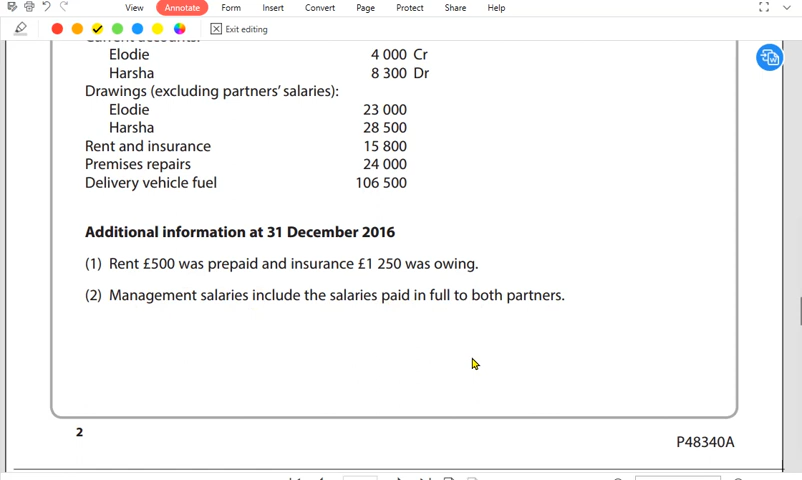 View Annotate Form Insert Convert Page Protect Share Help
Exit editing
Current accounts:
Elodie 4 000 Cr
Harsha 8 300 Dr
Drawings (excluding partners' salaries):
Elodie 23 000
Harsha 28 500
Rent and insurance 15 800
Premises repairs 24 000
Delivery vehicle fuel 106 500
Additional information at 31 December 2016
(1) Rent £500 was prepaid and insurance £1 250 was owing.
(2) Management salaries include the salaries paid in full to both partners.
2
P48340A